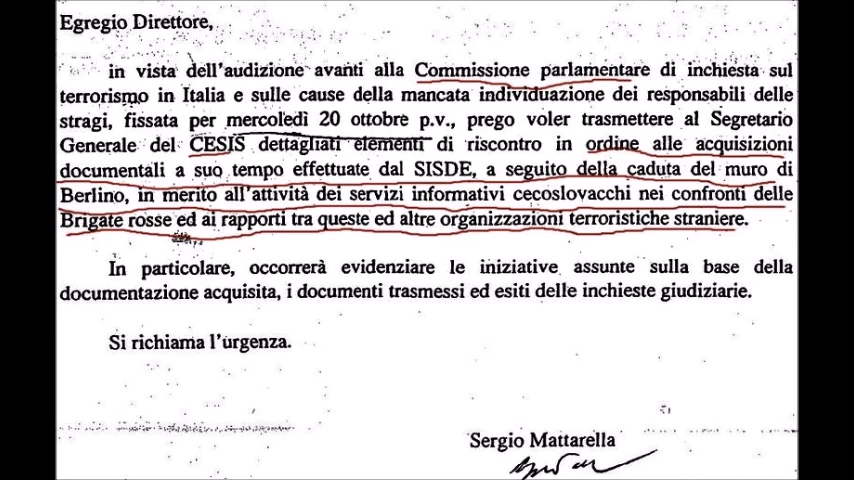 Egregio Direttore,
in vista dell'audizione avanti alla Commissione parlamentare di inchiesta sul
terrorismo in Italia e sulle cause della mancata individuazione dei responsabili delle
stragi, fissata per mercoledì 20 ottobre p.v., prego voler trasmettere al Segretario
Generale del CESIS dettagliati elementi di riscontro in ordine alle acquisizioni
documentali a suo tempo effettuate dal SISDE, a seguito della caduta del muro di
Berlino, in merito all'attività dei servizi informativi cecoslovacchi nei confronti delle
Brigate rosse ed ai rapporti tra queste ed altre organizzazioni terroristiche straniere.
In particolare, occorrerà evidenziare le iniziative assunte sulla base della
documentazione acquisita, i documenti trasmessi ed esiti delle inchieste giudiziarie.
Si richiama l'urgenza.
Sergio Mattarella